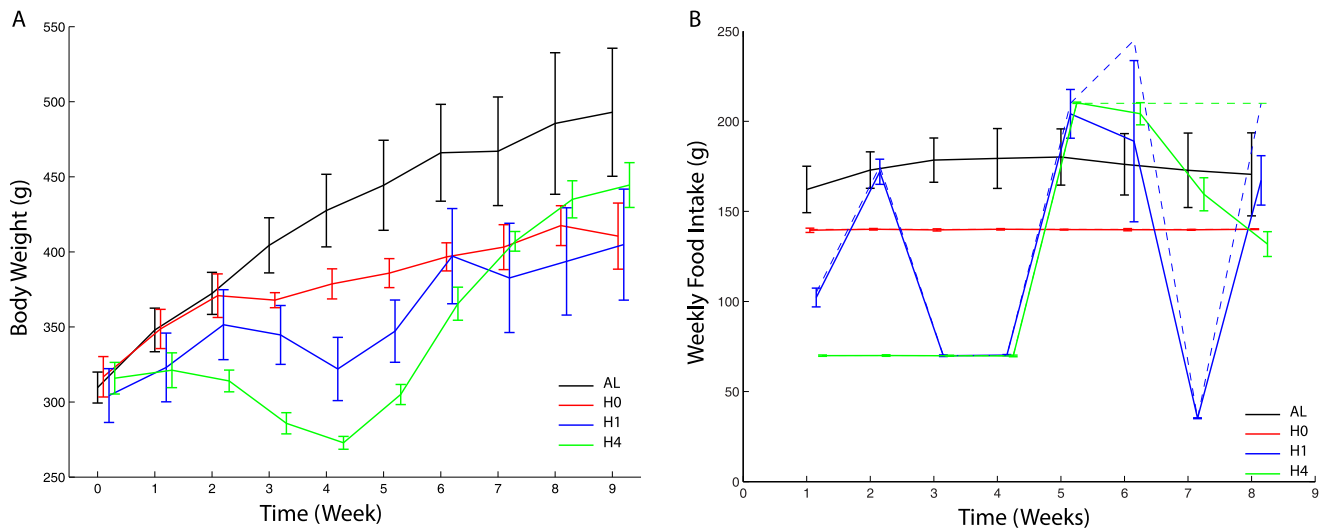 A
550
500
450
400
350
300
250
Body Weight (g)
0 1 2 3 4 5 6 7 8 9
Time (Week)
AL
H0
H1
H4
B
250
200
150
100
50
0
Weekly Food Intake (g)
0 1 2 3 4 5 6 7 8 9
Time (Weeks)
AL
H0
H1
H4